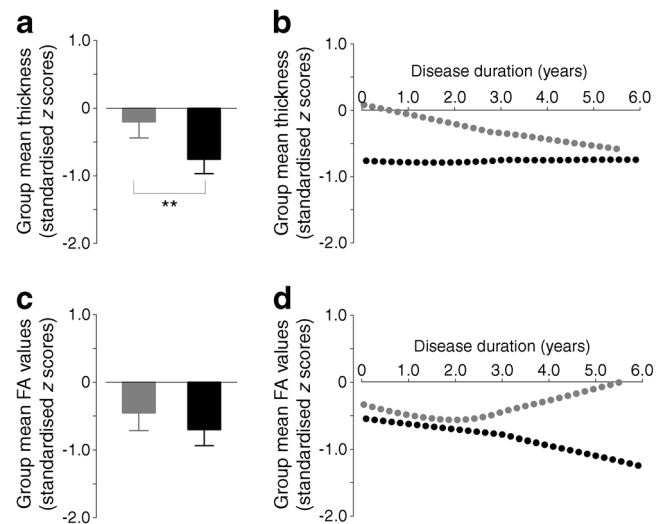 a
Group mean thickness
(standardised z scores)
1.0
0
-1.0
-2.0
**
b
Group mean thickness
(standardised z scores)
Disease duration (years)
1.0
0
-1.0
-2.0
0 1.0 2.0 3.0 4.0 5.0 6.0
c
Group mean FA values
(standardised z scores)
1.0
0
-1.0
-2.0
d
Group mean FA values
(standardised z scores)
Disease duration (years)
1.0
0
-1.0
-2.0
0 1.0 2.0 3.0 4.0 5.0 6.0